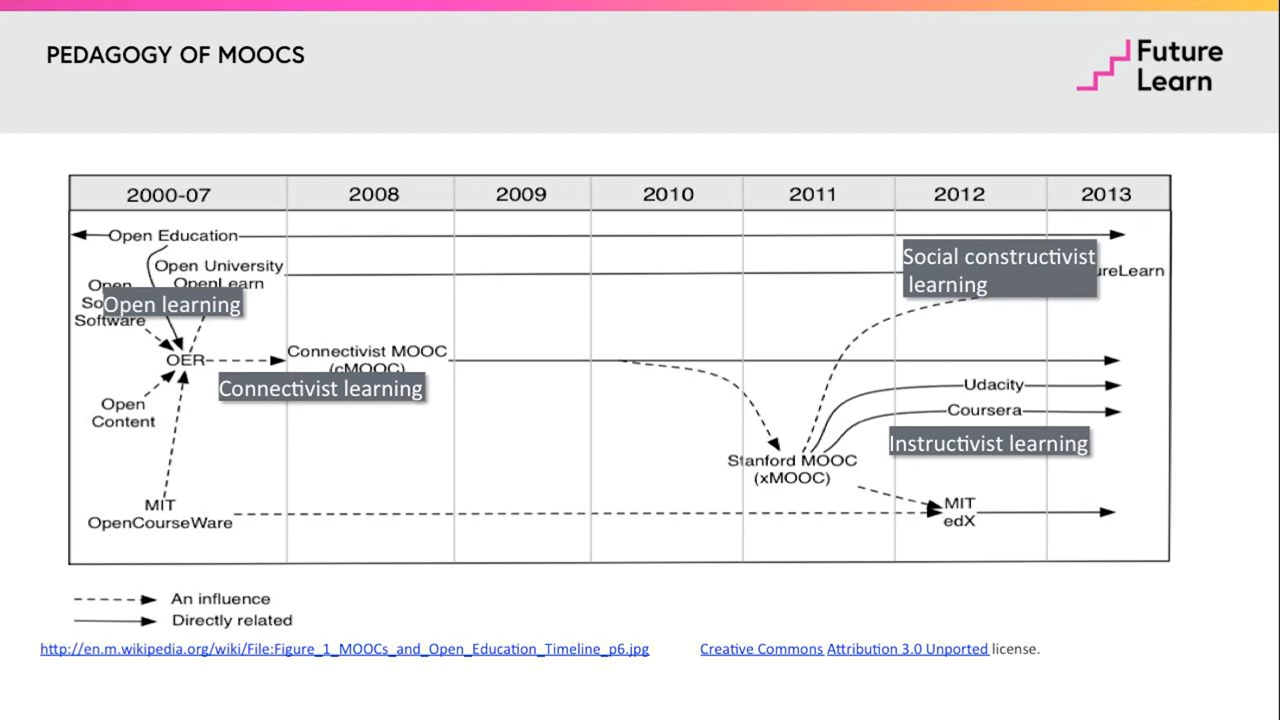 PEDAGOGY OF MOOCS
Future
Learn
2000-07 2008 2009 2010 2011 2012 2013
Open Education
Open University
OpenLearn
Open
Software
Open learning
Social constructivist
learning
ureLearn
OER
Connectivist MOOC
(cMOOC)
Connectivist learning
Open
Content
Udacity
Coursera
Instructivist learning
Stanford MOOC
(xMOOC)
MIT
OpenCourseWare
MIT
edX
An influence
Directly related
http://en.m.wikipedia.org/wiki/File:Figure_1_MOOCs_and_Open_Education_Timeline_p6.jpg Creative Commons Attribution 3.0 Unported license.